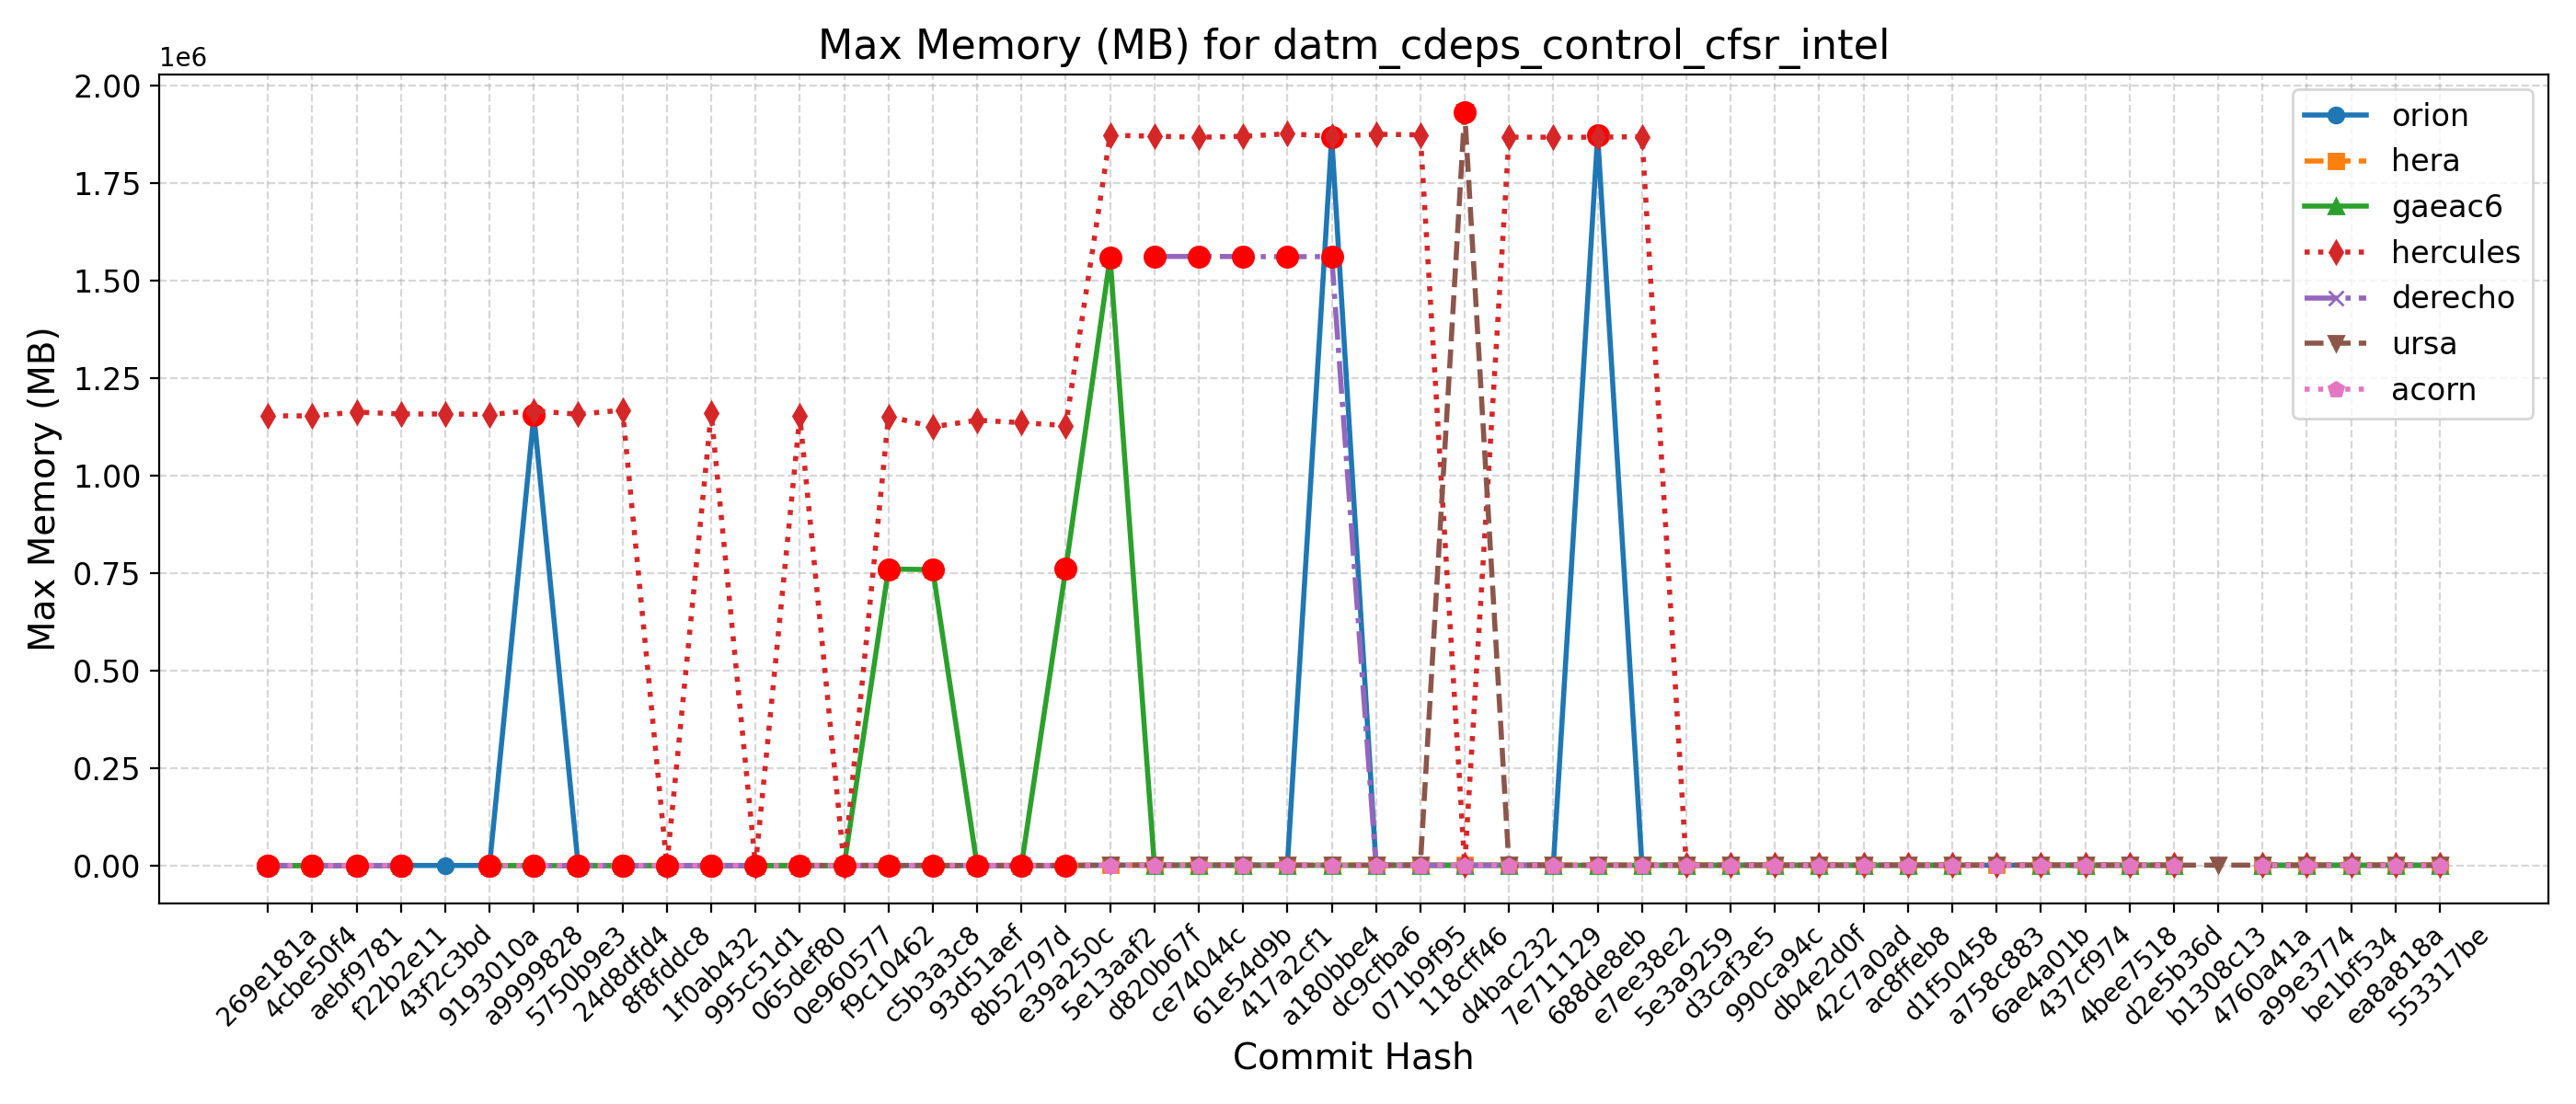 Max Memory (MB) for datm_cdeps_control_cfsr_intel
1e6
2.00
1.75
1.50
1.25
1.00
0.75
0.50
0.25
0.00
Max Memory (MB)
orion
hera
gaeac6
hercules
derecho
ursa
acorn
269e181a
4cbe50f4
aebf9781
f22b2e11
43f2c3bd
9193010a
a9999828
5750b9e3
24d8dfd4
8f8fddc8
1f0ab432
995c51d1
065def80
0e960577
f9c10462
c5b3a3c8
93d51aef
8b52797d
e39a250c
5e13aaf2
d820b67f
ce74044c
61e54d9b
417a2cf1
a180bbe4
dc9cfba6
071b9f95
118cff46
d4bac232
7e711129
688de8eb
e7ee38e2
5e3a9259
d3caf3e5
990ca94c
db4e2d0f
42c7a0ad
ac8ffeb8
d1f50458
a758c883
6ae4a01b
437cf974
4bee7518
d2e5b36d
b1308c13
4760a41a
a99e3774
be1bf534
ea8a818a
553317be
Commit Hash